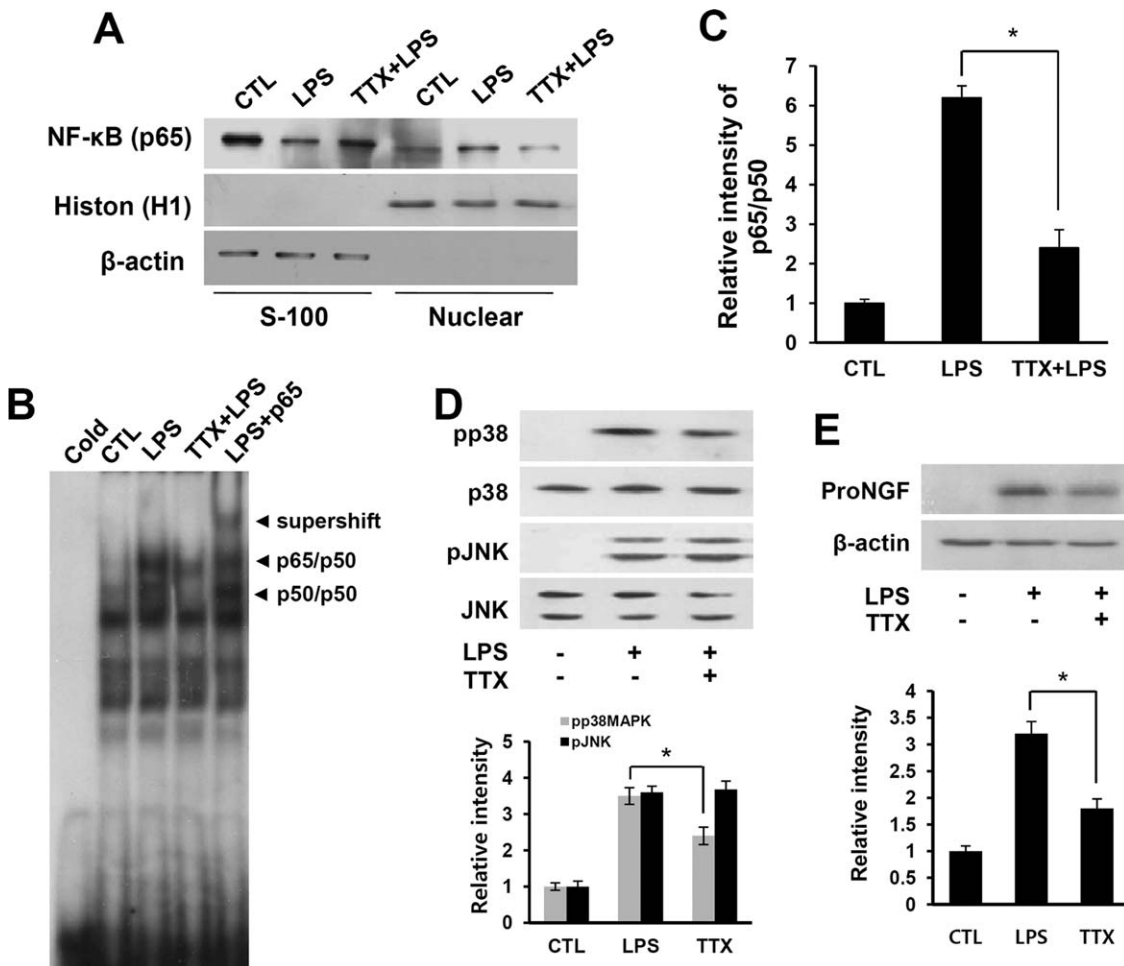 A
CTL LPS TTX+LPS CTL LPS TTX+LPS
NF-κB (p65)
Histon (H1)
β-actin
S-100 Nuclear
B
Cold CTL LPS TTX+LPS LPS+p65
supershift
p65/p50
p50/p50
C
*
Relative intensity of
p65/p50
7
6
5
4
3
2
1
0
CTL LPS TTX+LPS
D
pp38
p38
pJNK
JNK
LPS - + +
TTX - - +
pp38MAPK
pJNK
*
Relative intensity
5
4
3
2
1
0
CTL LPS TTX
E
ProNGF
β-actin
LPS - + +
TTX - - +
*
Relative intensity
4
3.5
3
2.5
2
1.5
1
0.5
0
CTL LPS TTX